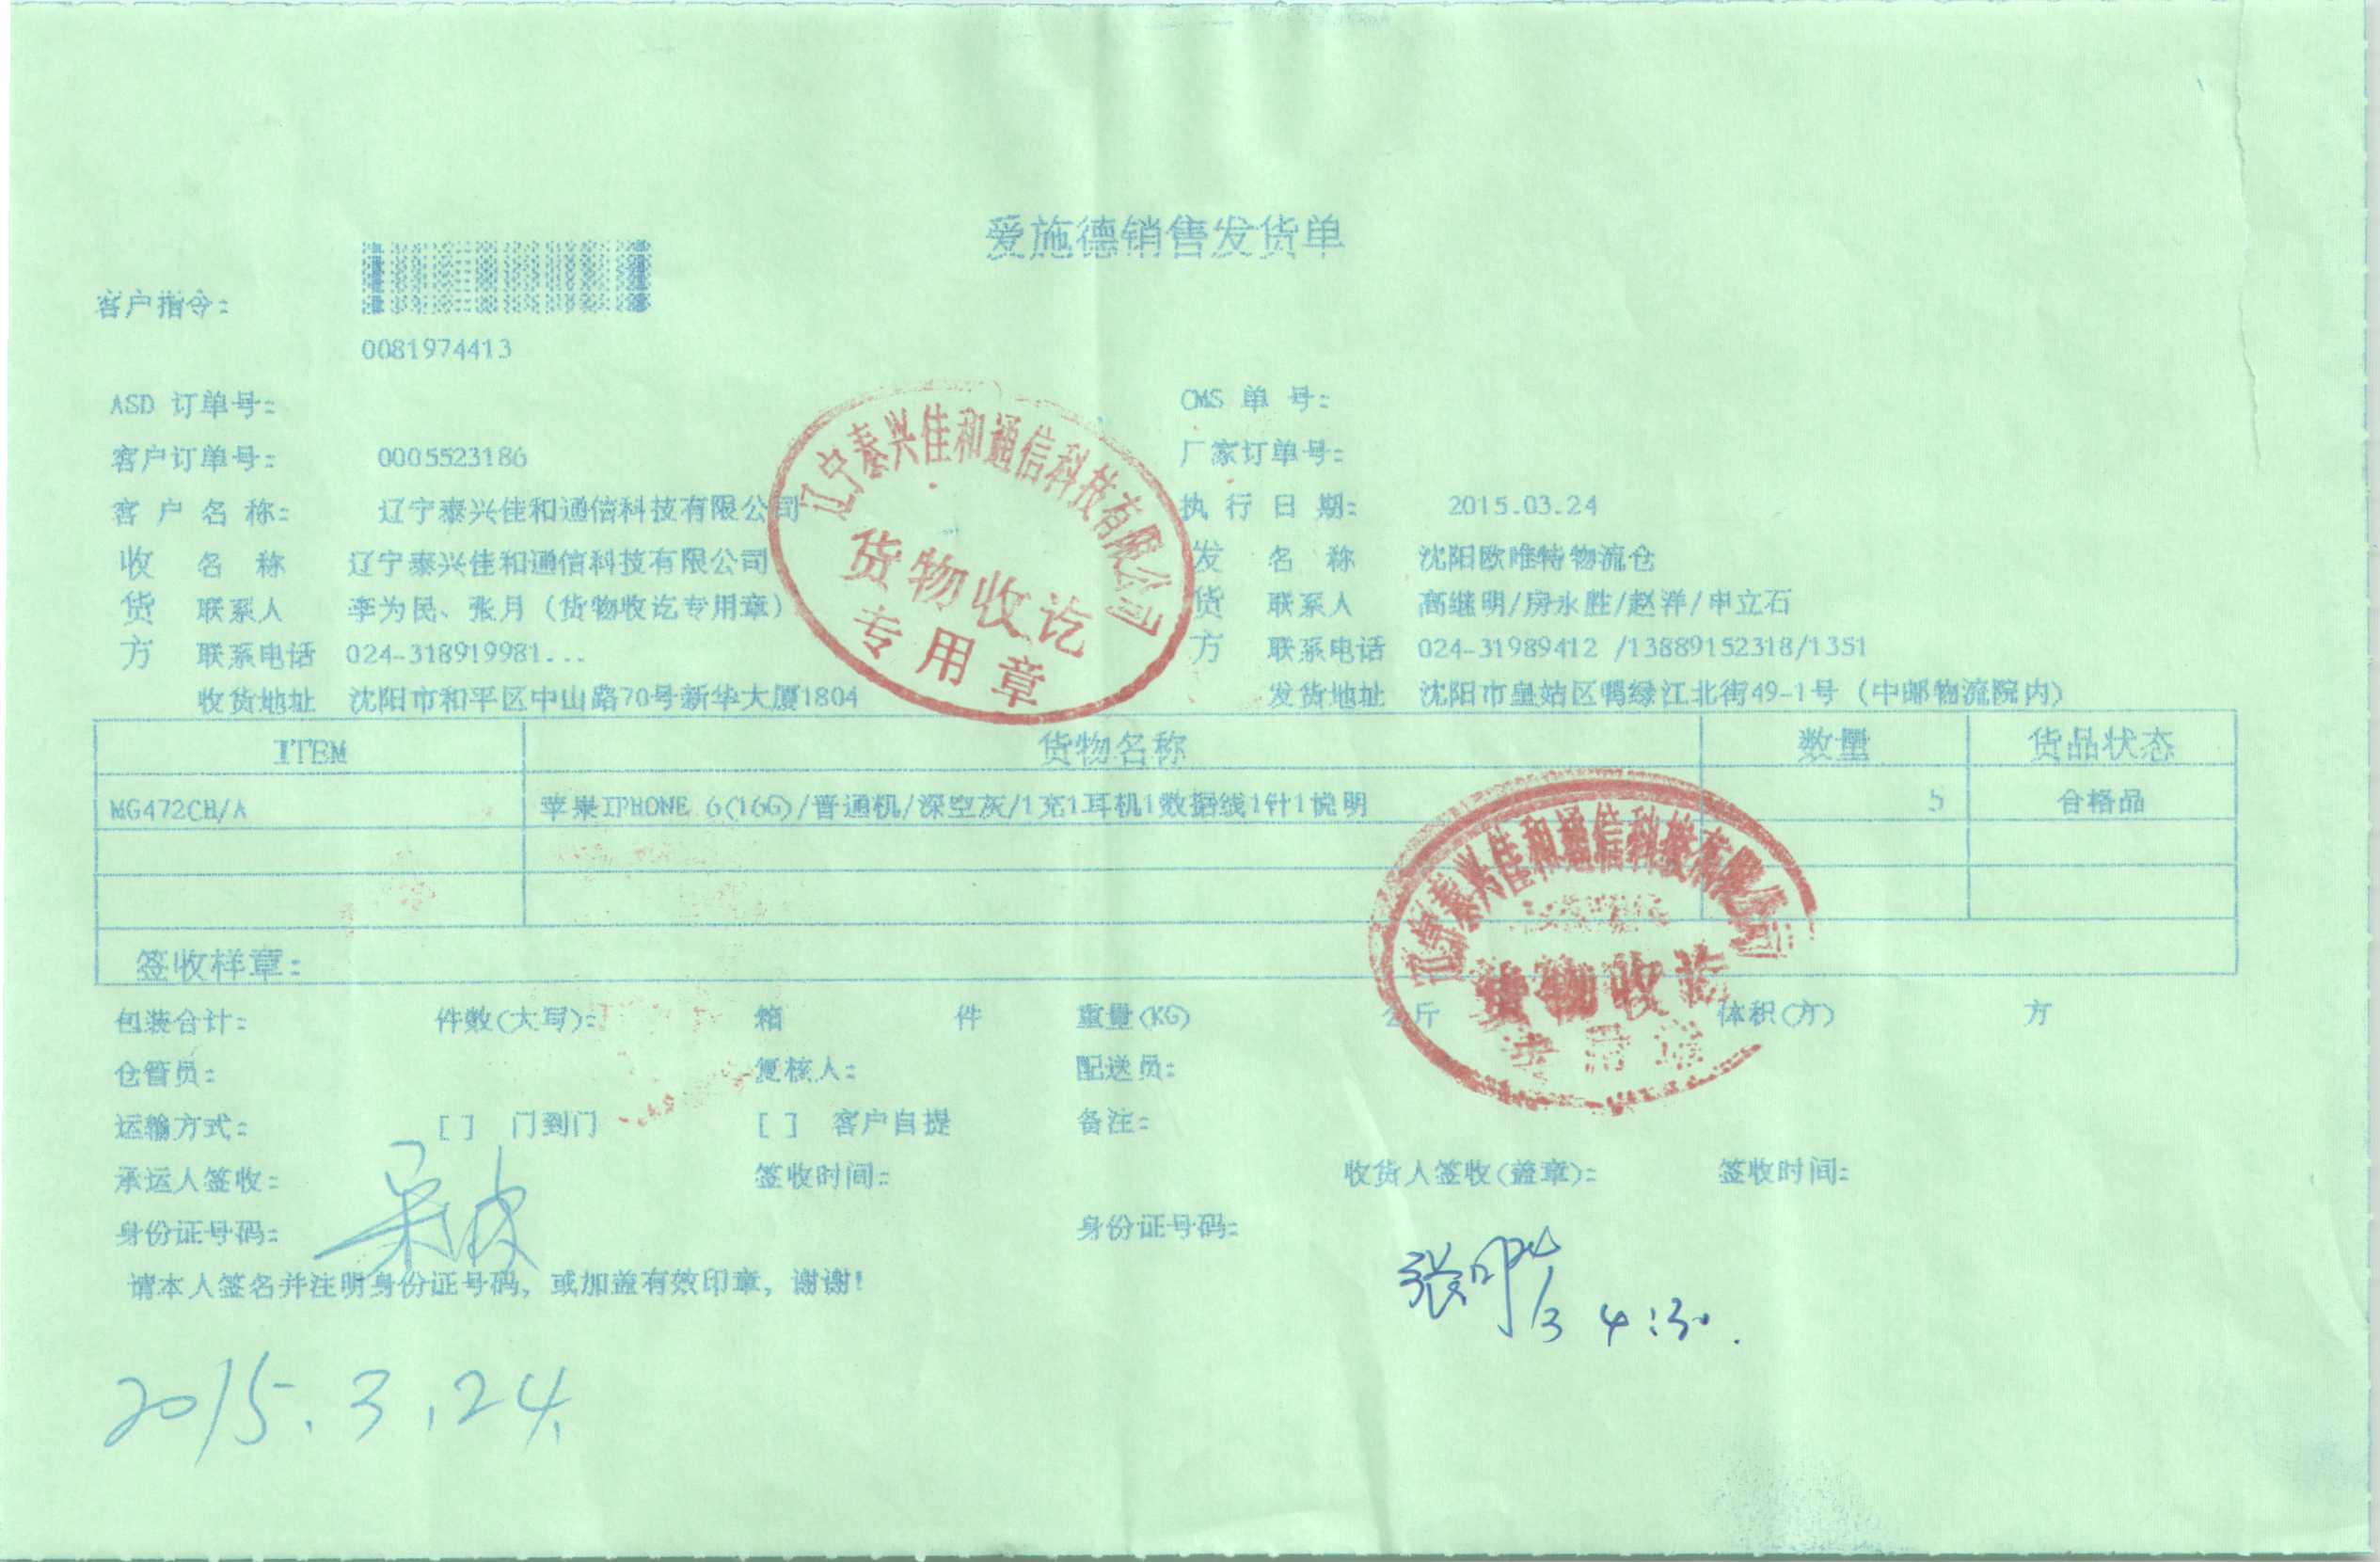 爱施德销售发货单
客户指令:
0081974413
ASD 订单号: CMS 单 号:
客户订单号: 0005523186 厂家订单号:
客 户 名 称: 辽宁泰兴佳和通信科技有限公司 执 行 日 期: 2015.03.24
收 名 称 辽宁泰兴佳和通信科技有限公司 发 名 称 沈阳欧唯特物流仓
货 联系人 李为民、张月(货物收讫专用章) 货 联系人 高继明/房永胜/赵洋/申立石
方 联系电话 024-318919981... 方 联系电话 024-31989412 /13889152318/1351
收货地址 沈阳市和平区中山路70号新华大厦1804 发货地址 沈阳市皇姑区鸭绿江北街49-1号(中邮物流院内)
辽宁泰兴佳和通信科技有限公司
货物收讫
专用章
ITEM 货物名称 数量 货品状态
MG472CH/A 苹果IPHONE 6(16G)/普通机/深空灰/1充1耳机1数据线1针1说明 5 合格品
辽宁泰兴佳和通信科技有限公司
货物收讫
专用章
签收样章:
包装合计: 件数(大写): 箱 件 重量(KG) 公斤 体积(方) 方
仓管员: 复核人: 配送员:
运输方式: [ ] 门到门 [ ] 客户自提 备注:
承运人签收: 签收时间: 收货人签收(盖章): 签收时间:
身份证号码: 身份证号码:
请本人签名并注明身份证号码, 或加盖有效印章, 谢谢!
张 4:30.
2015.3.24.